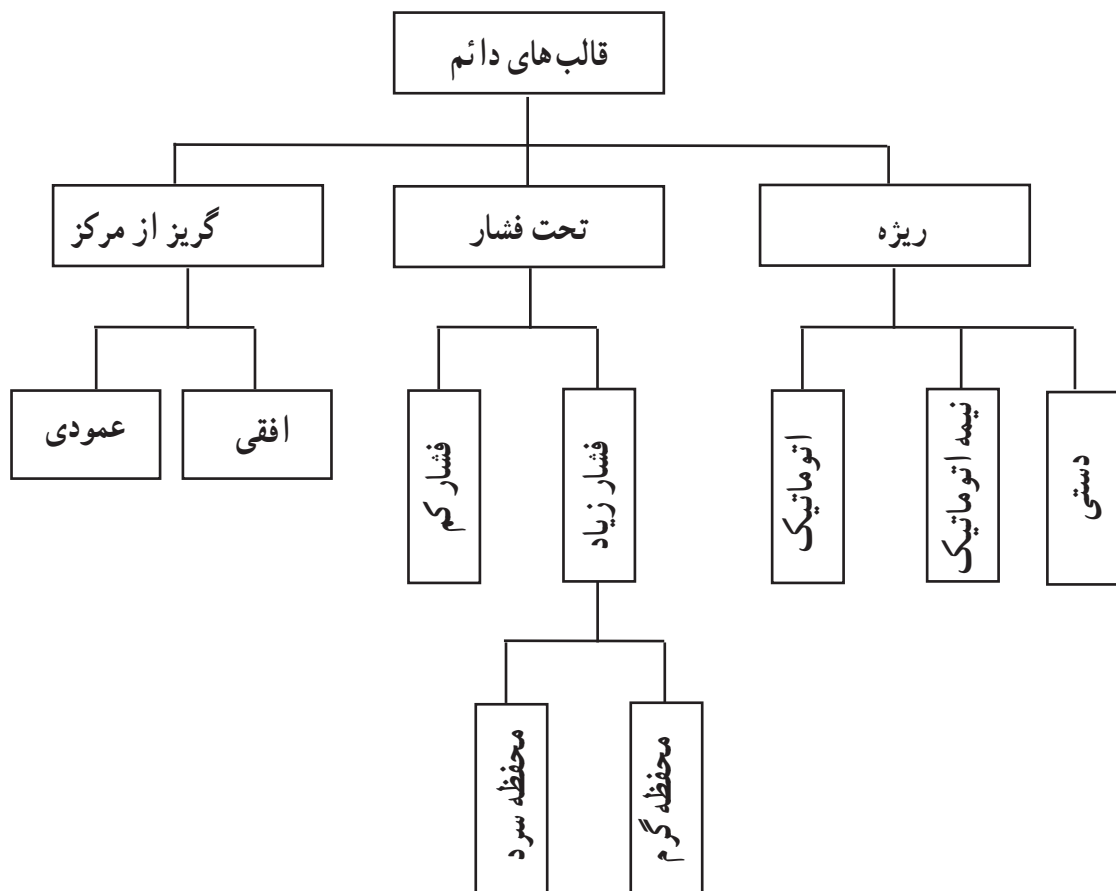 قالب‌های دائم
ریژه
تحت فشار
گریز از مرکز
دستی
نیمه اتوماتیک
اتوماتیک
فشار زیاد
فشار کم
افقی
عمودی
محفظه گرم
محفظه سرد